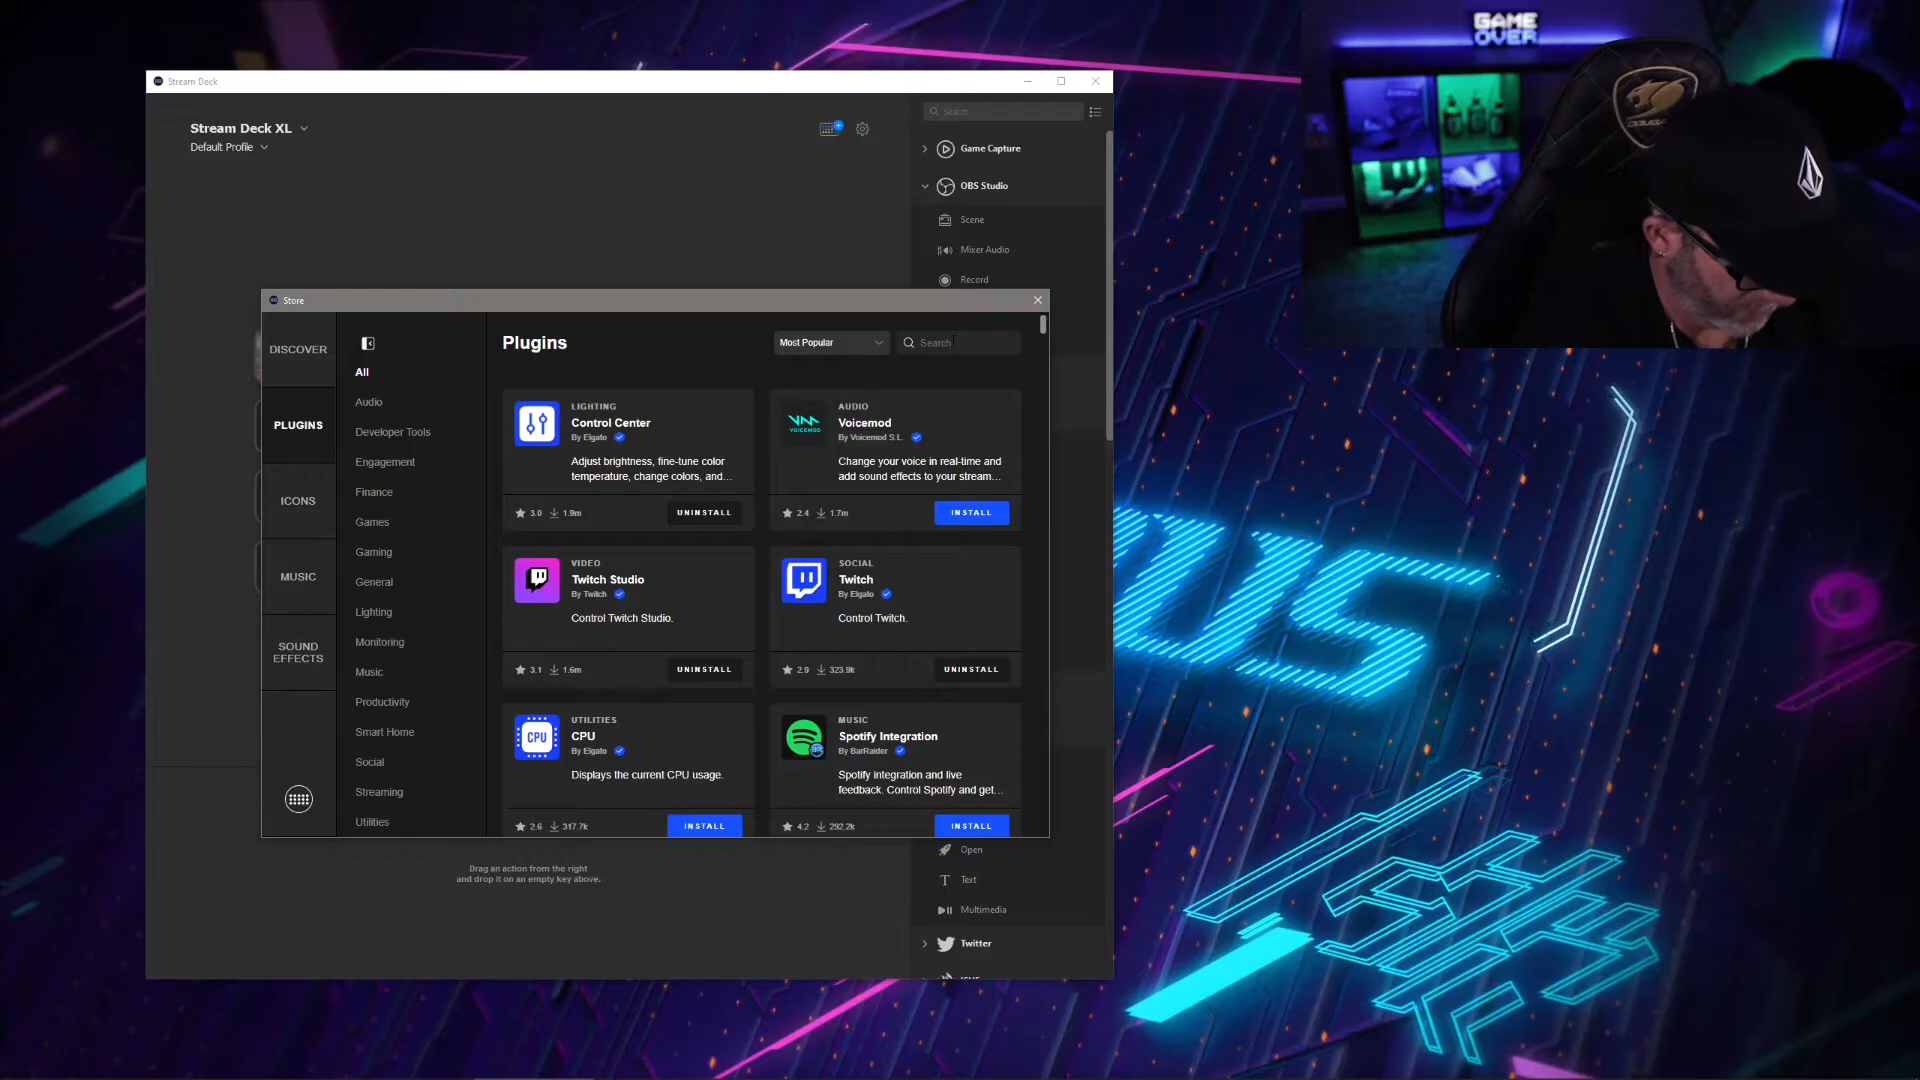 GAME
OVER
COUGAR
Stream Deck
Stream Deck XL
Default Profile
Search
Game Capture
OBS Studio
Scene
Mixer Audio
Record
Store
DISCOVER
PLUGINS
ICONS
MUSIC
SOUND
EFFECTS
All
Audio
Developer Tools
Engagement
Finance
Games
Gaming
General
Lighting
Monitoring
Music
Productivity
Smart Home
Social
Streaming
Utilities
Plugins
Most Popular
Search
LIGHTING
Control Center
By Elgato
Adjust brightness, fine-tune color
temperature, change colors, and...
3.0 1.9m
UNINSTALL
AUDIO
VOICEMOD
Voicemod
By Voicemod S.L.
Change your voice in real-time and
add sound effects to your stream...
2.4 1.7m
INSTALL
VIDEO
Twitch Studio
By Twitch
Control Twitch Studio.
3.1 1.6m
UNINSTALL
SOCIAL
Twitch
By Elgato
Control Twitch.
2.9 323.9k
UNINSTALL
UTILITIES
CPU
CPU
By Elgato
Displays the current CPU usage.
2.6 317.7k
INSTALL
MUSIC
Spotify Integration
By BarRaider
Spotify integration and live
feedback. Control Spotify and get...
4.2 292.2k
INSTALL
Drag an action from the right
and drop it on an empty key above.
Open
Text
Multimedia
Twitter
US